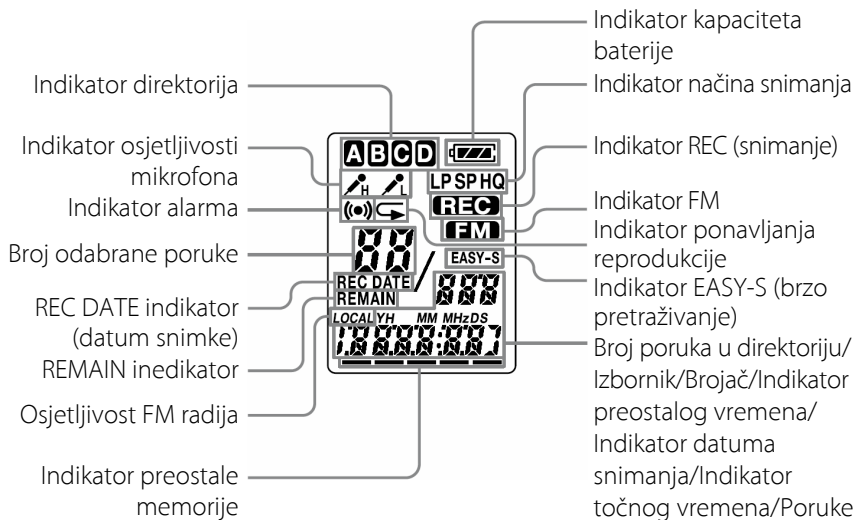 Indikator direktorija
Indikator osjetljivosti
mikrofona
Indikator alarma
Broj odabrane poruke
REC DATE indikator
(datum snimke)
REMAIN inedikator
Osjetljivost FM radija
Indikator preostale
memorije
A B C D
H L
LP SP HQ
REC
FM
EASY-S
REC DATE
REMAIN
LOCAL YH MM MHz DS
Indikator kapaciteta
baterije
Indikator načina snimanja
Indikator REC (snimanje)
Indikator FM
Indikator ponavljanja
reprodukcije
Indikator EASY-S (brzo
pretraživanje)
Broj poruka u direktoriju/
Izbornik/Brojač/Indikator
preostalog vremena/
Indikator datuma
snimanja/Indikator
točnog vremena/Poruke